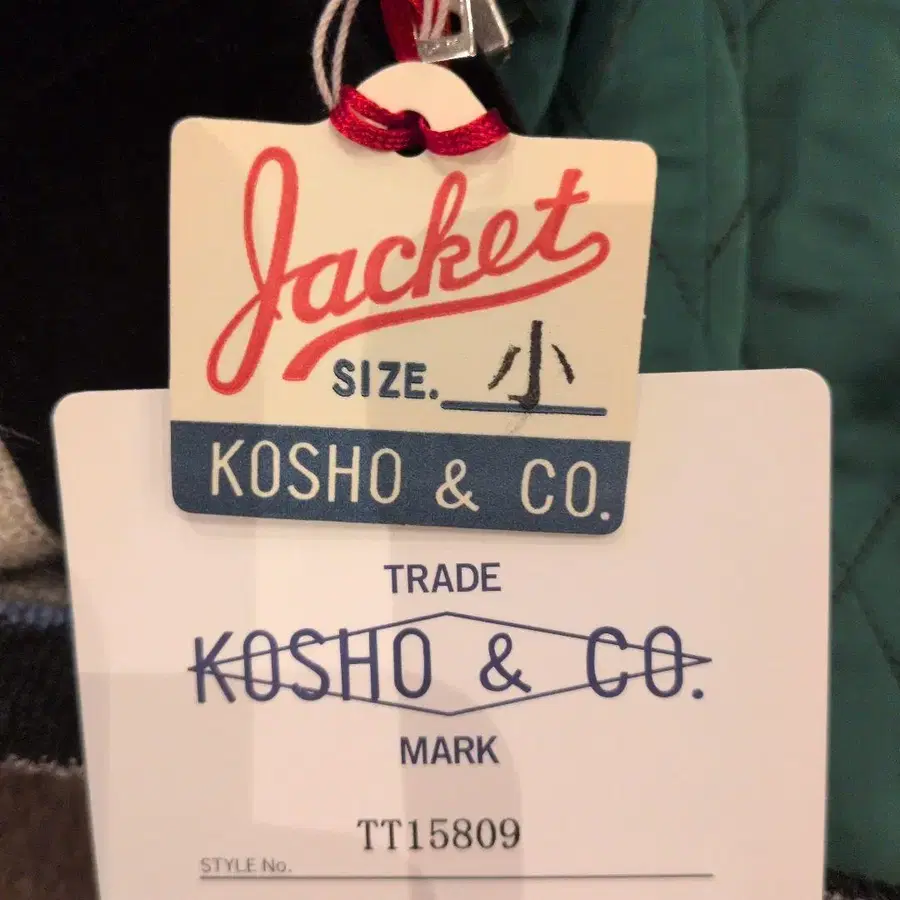 Jacket
SIZE. 小
KOSHO & CO.
TRADE
KOSHO & CO.
MARK
TT15809
STYLE No.